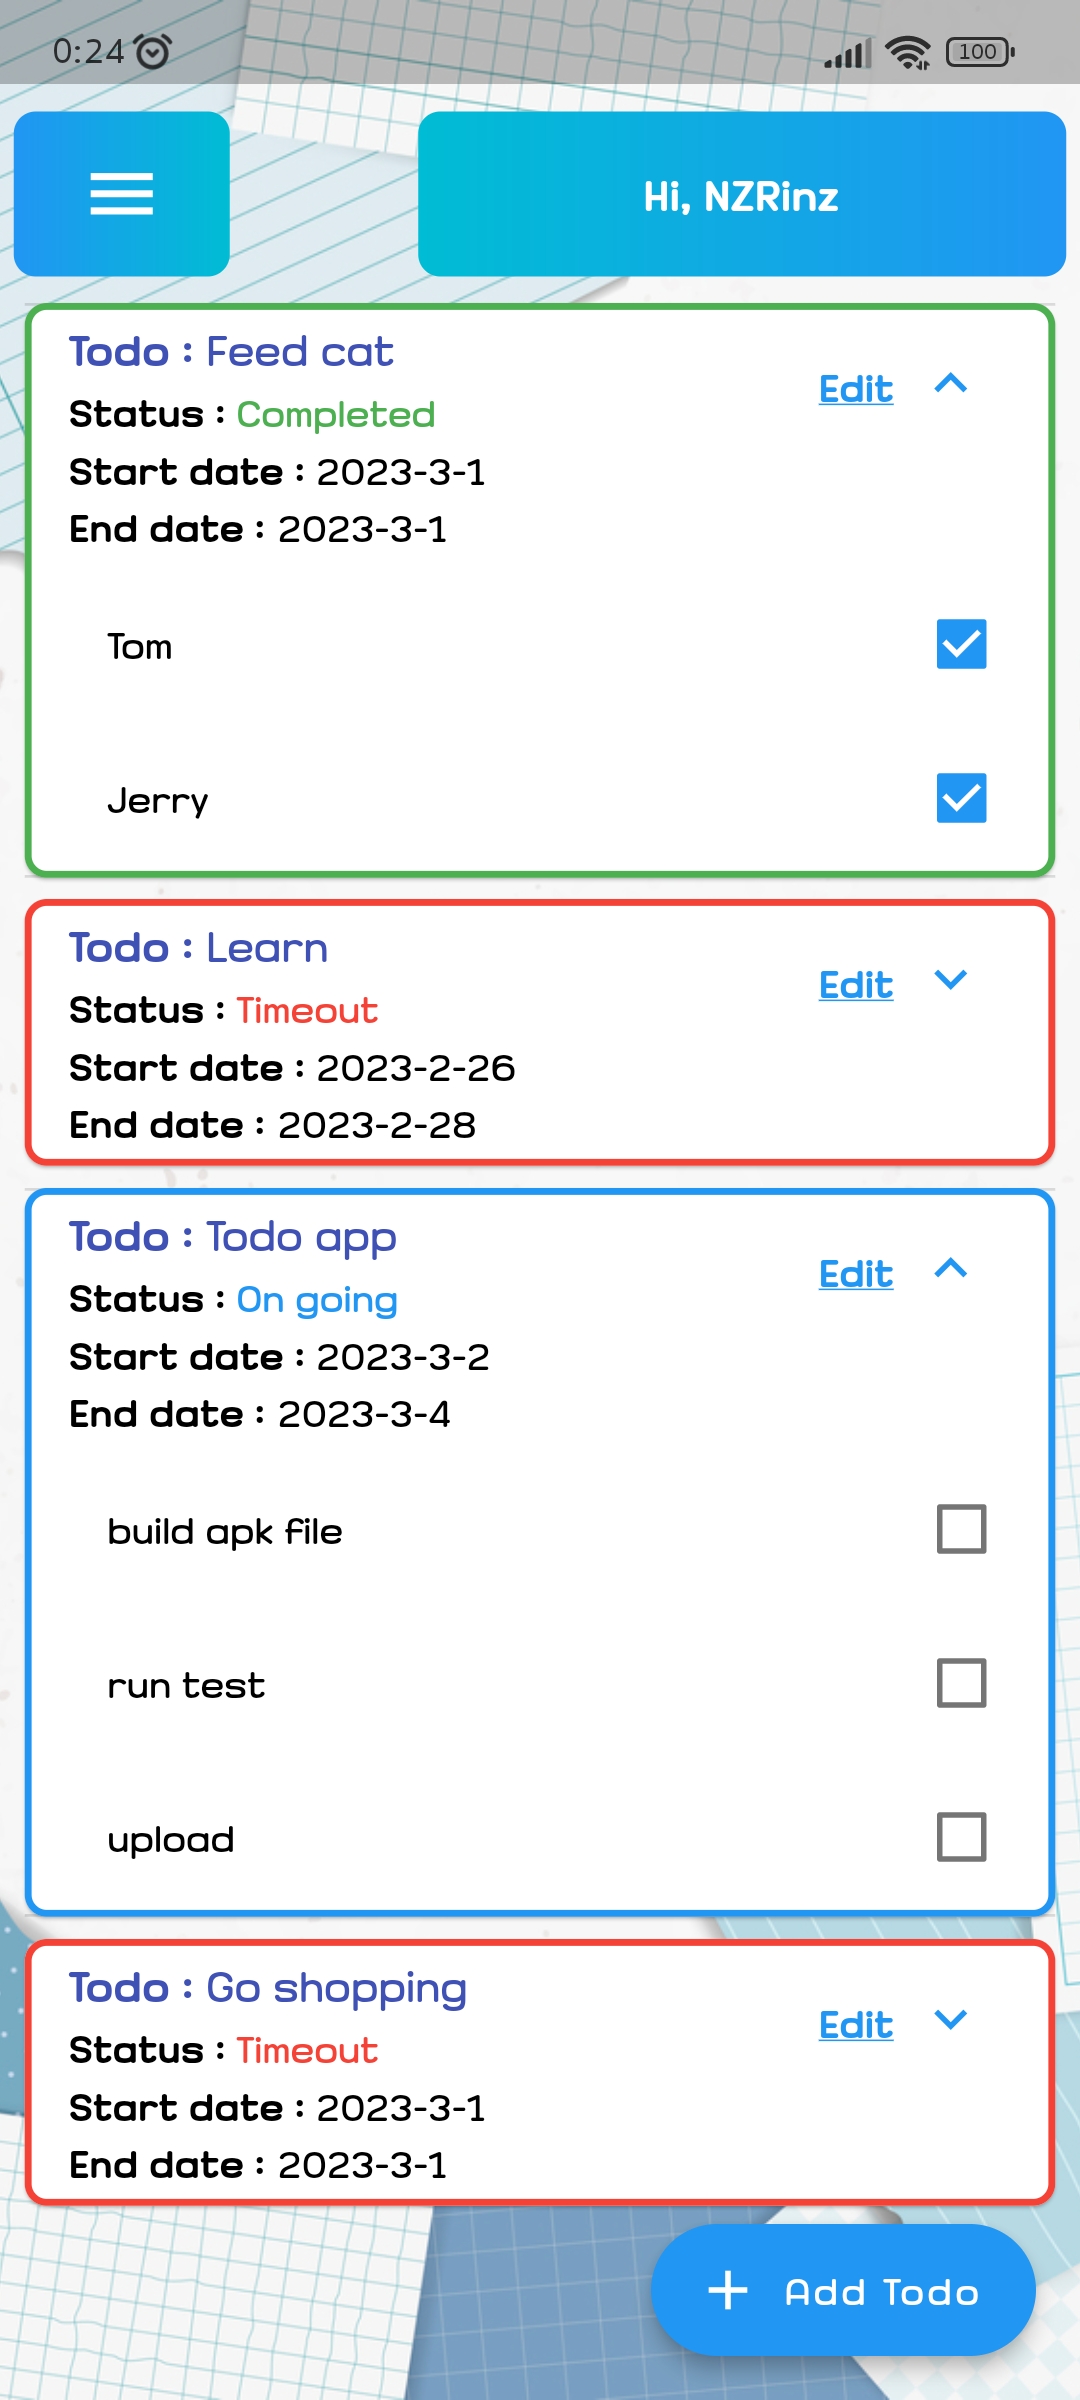 0:24
100
Hi, NZRinz
Todo : Feed cat
Edit
Status : Completed
Start date : 2023-3-1
End date : 2023-3-1
Tom
Jerry
Todo : Learn
Edit
Status : Timeout
Start date : 2023-2-26
End date : 2023-2-28
Todo : Todo app
Edit
Status : On going
Start date : 2023-3-2
End date : 2023-3-4
build apk file
run test
upload
Todo : Go shopping
Edit
Status : Timeout
Start date : 2023-3-1
End date : 2023-3-1
Add Todo